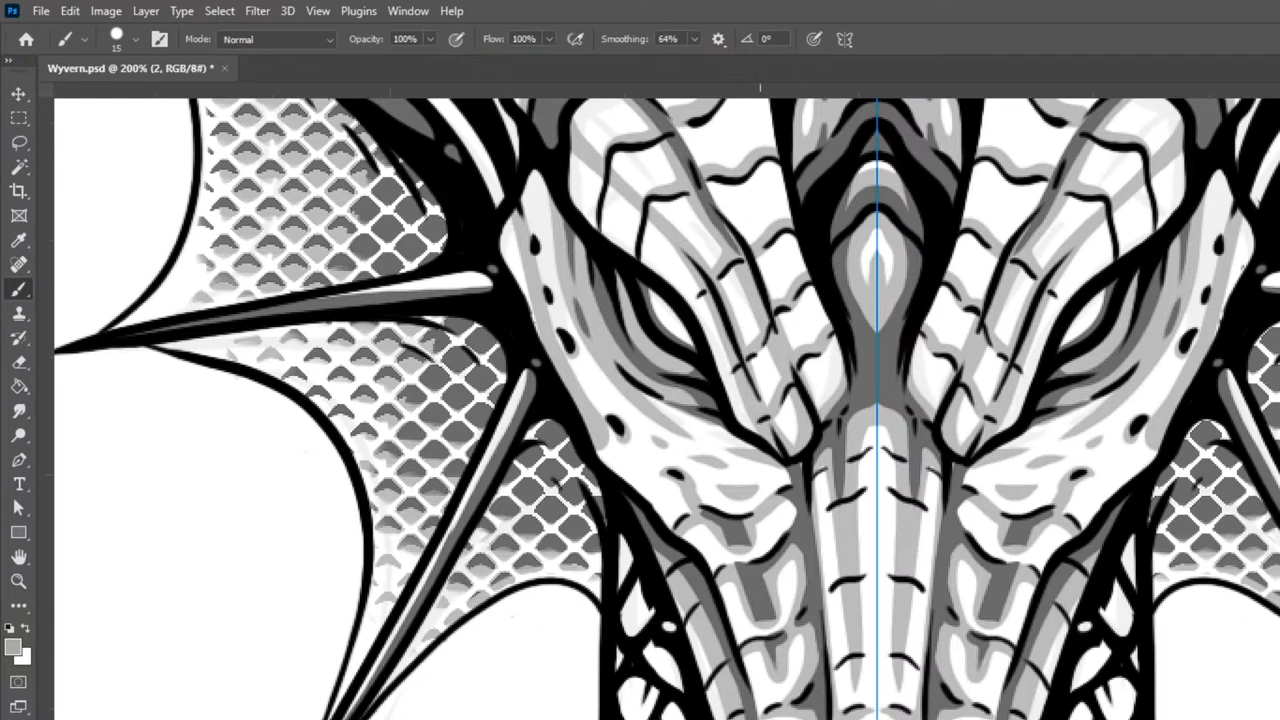 Ps File Edit Image Layer Type Select Filter 3D View Plugins Window Help
15 Mode: Normal Opacity: 100% Flow: 100% Smoothing: 64% 0°
Wyvern.psd @ 200% (2, RGB/8#) * ×
T